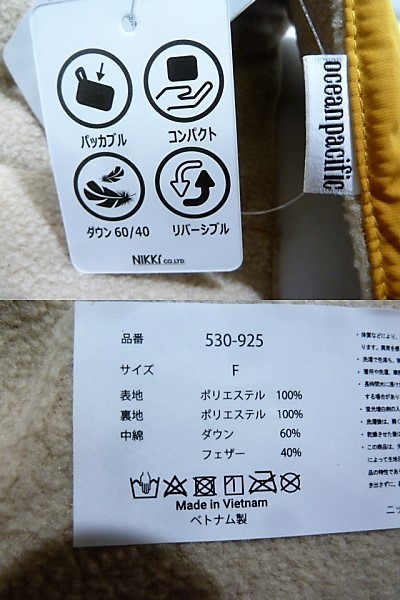 パッカブル
コンパクト
ダウン 60/40
リバーシブル
NIKKi CO.LTD.
ocean pacific
品番 530-925
サイズ F
表地 ポリエステル 100%
裏地 ポリエステル 100%
中綿 ダウン 60%
フェザー 40%
Made in Vietnam
ベトナム製